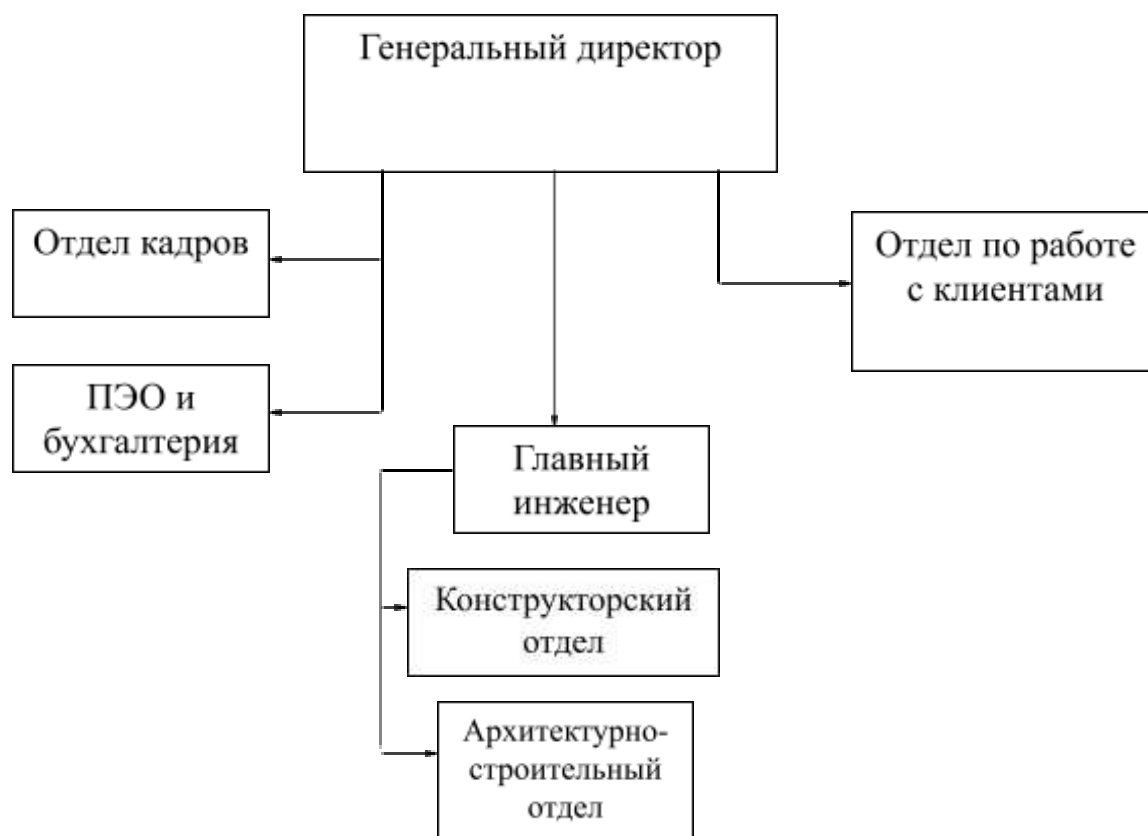 Генеральный директор
Отдел кадров
Отдел по работе
с клиентами
ПЭО и
бухгалтерия
Главный
инженер
Конструкторский
отдел
Архитектурно-
строительный
отдел